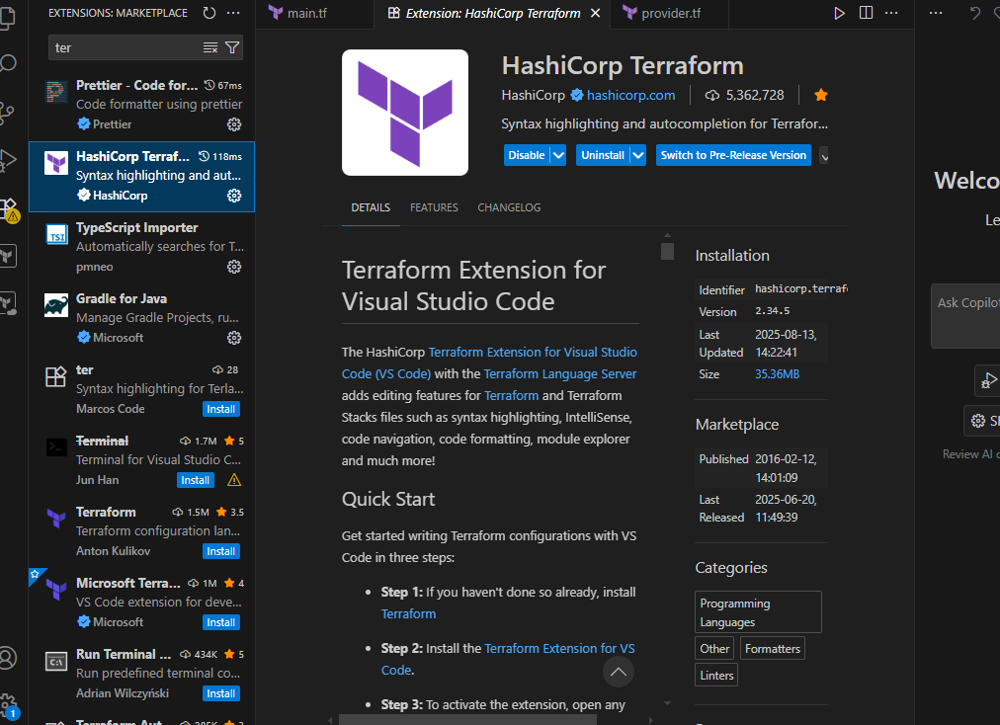 EXTENSIONS: MARKETPLACE
ter
Prettier - Code for... 67ms
Code formatter using prettier
Prettier
HashiCorp Terraf... 118ms
Syntax highlighting and aut...
HashiCorp
TypeScript Importer
Automatically searches for T...
pmneo
Gradle for Java
Manage Gradle Projects, ru...
Microsoft
ter 28
Syntax highlighting for Terla...
Marcos Code
Install
Terminal 1.7M 5
Terminal for Visual Studio C...
Jun Han
Install
Terraform 1.5M 3.5
Terraform configuration lan...
Anton Kulikov
Install
Microsoft Terra... 1M 4
VS Code extension for deve...
Microsoft
Install
Run Terminal ... 434K 5
Run predefined terminal co...
Adrian Wilczyński
Install
1
main.tf
Extension: HashiCorp Terraform
provider.tf
HashiCorp Terraform
HashiCorp hashicorp.com 5,362,728
Syntax highlighting and autocompletion for Terrafor...
Disable
Uninstall
Switch to Pre-Release Version
DETAILS FEATURES CHANGELOG
Terraform Extension for
Visual Studio Code
The HashiCorp Terraform Extension for Visual Studio
Code (VS Code) with the Terraform Language Server
adds editing features for Terraform and Terraform
Stacks files such as syntax highlighting, IntelliSense,
code navigation, code formatting, module explorer
and much more!
Quick Start
Get started writing Terraform configurations with VS
Code in three steps:
• Step 1: If you haven't done so already, install
Terraform
• Step 2: Install the Terraform Extension for VS
Code.
• Step 3: To activate the extension, open any
Installation
Identifier hashicorp.terraf
Version 2.34.5
Last 2025-08-13,
Updated 14:22:41
Size 35.36MB
Marketplace
Published 2016-02-12,
14:01:09
Last 2025-06-20,
Released 11:49:39
Categories
Programming
Languages
Other
Formatters
Linters
Welco
Le
Ask Copilot
Review AI